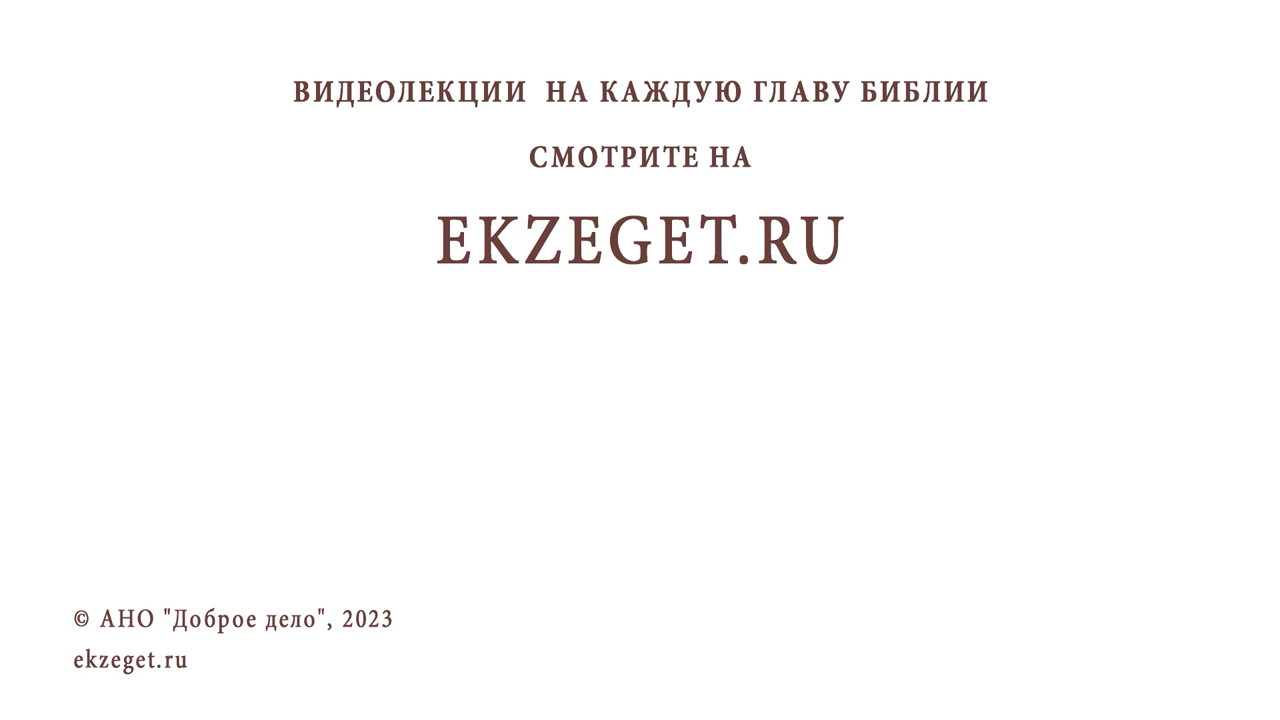 ВИДЕОЛЕКЦИИ НА КАЖДУЮ ГЛАВУ БИБЛИИ
СМОТРИТЕ НА
EKZEGET.RU
© АНО "Доброе дело", 2023
ekzeget.ru